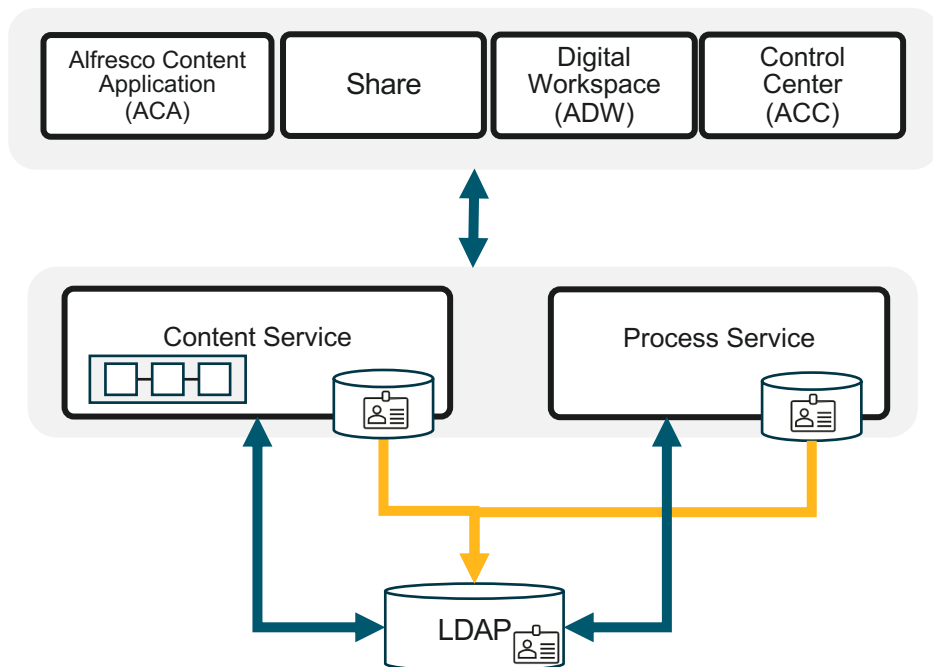 Alfresco Content
Application
(ACA)
Share
Digital
Workspace
(ADW)
Control
Center
(ACC)
Content Service
Process Service
LDAP